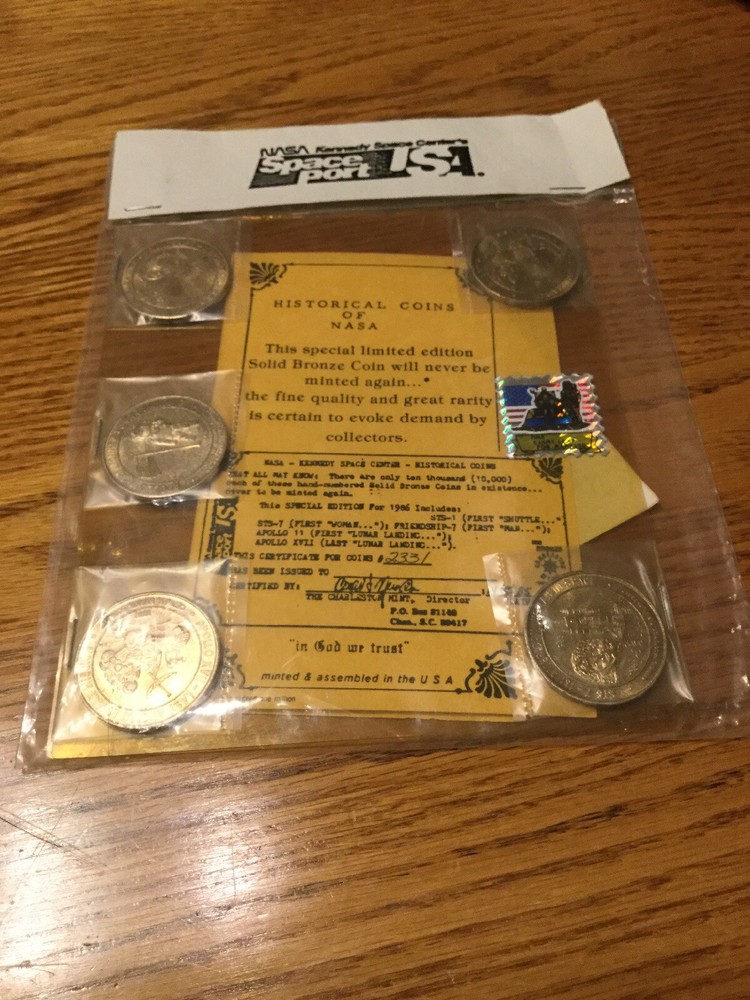 NASA Kennedy Space Center's
Space
port USA.
HISTORICAL COINS
OF
NASA
This special limited edition
Solid Bronze Coin will never be
minted again...*
the fine quality and great rarity
is certain to evoke demand by
collectors.
NASA - KENNEDY SPACE CENTER - HISTORICAL COINS
THAT ALL MAY KNOW: There are only ten thousand (10,000)
each of these hand-numbered Solid Bronze Coins in existence...
never to be minted again.
This SPECIAL EDITION For 1986 Includes:
STS-1 (FIRST "SHUTTLE..."
STS-7 (FIRST "WOMAN..."); FRIENDSHIP-7 (FIRST "MAN...");
APOLLO 11 (FIRST "LUNAR LANDING...");
APOLLO XVII (LAST "LUNAR LANDING...").
THIS CERTIFICATE FOR COINS # 2331
HAS BEEN ISSUED TO
CERTIFIED BY:
THE CHARLESTON MINT, Director
P.O. Box 21165
Chas., S.C. 29417
"in God we trust"
minted & assembled in the U S A